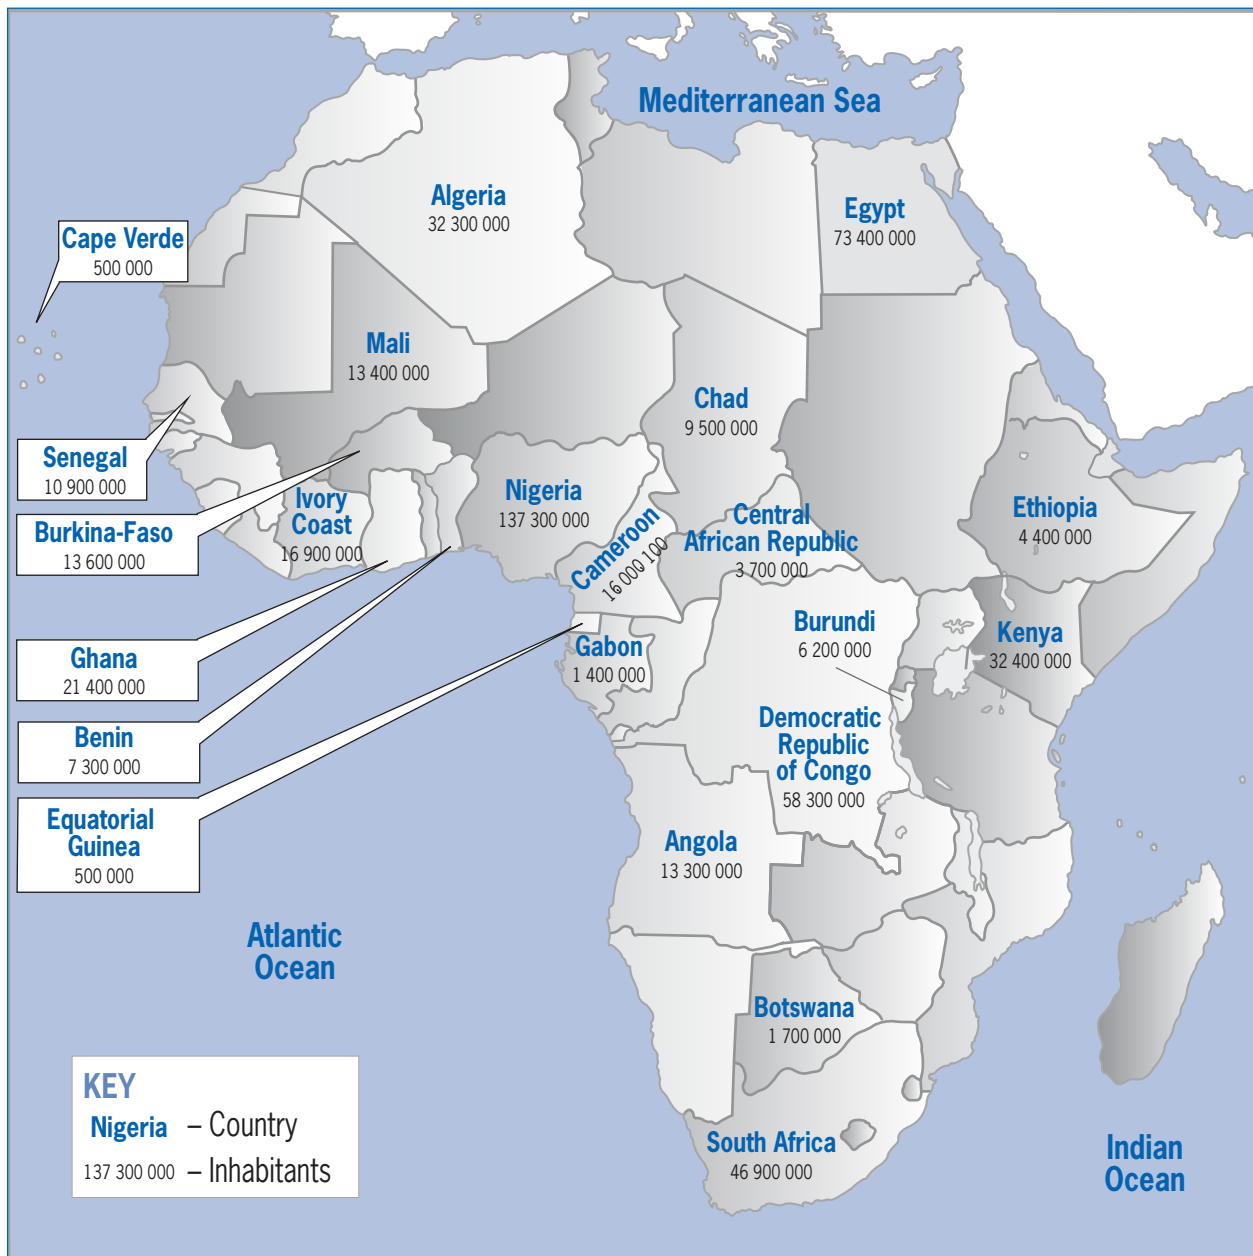 Mediterranean Sea
Algeria
32 300 000
Egypt
73 400 000
Cape Verde
500 000
Mali
13 400 000
Chad
9 500 000
Senegal
10 900 000
Nigeria
137 300 000
Ivory
Coast
16 900 000
Ethiopia
4 400 000
Burkina-Faso
13 600 000
Cameroon
16 000 100
Central
African Republic
3 700 000
Burundi
6 200 000
Kenya
32 400 000
Gabon
1 400 000
Ghana
21 400 000
Democratic
Republic
of Congo
58 300 000
Benin
7 300 000
Equatorial
Guinea
500 000
Angola
13 300 000
Atlantic
Ocean
Botswana
1 700 000
South Africa
46 900 000
Indian
Ocean
KEY
Nigeria – Country
137 300 000 – Inhabitants